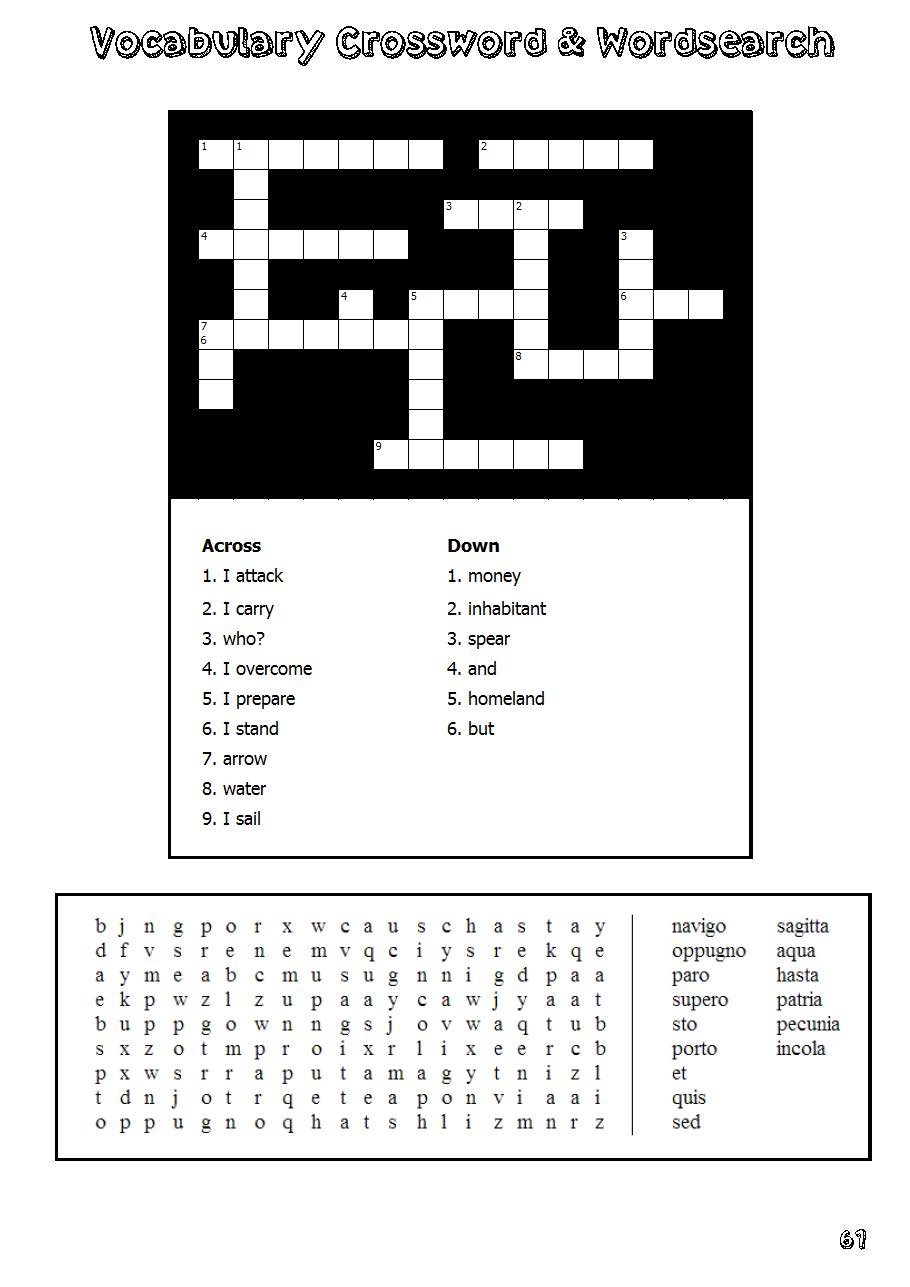 Vocabulary Crossword & Wordsearch
1 1 2
3 2
4 3
4 5 6
7
6
8
9
Across
1. I attack
2. I carry
3. who?
4. I overcome
5. I prepare
6. I stand
7. arrow
8. water
9. I sail
Down
1. money
2. inhabitant
3. spear
4. and
5. homeland
6. but
b j n g p o r x w c a u s c h a s t a y
d f v s r e n e m v q c i y s r e k q e
a y m e a b c m u s u g n n i g d p a a
e k p w z l z u p a a y c a w j y a a t
b u p p g o w n n g s j o v w a q t u b
s x z o t m p r o i x r l i x e e r c b
p x w s r r a p u t a m a g y t n i z l
t d n j o t r q e t e a p o n v i a a i
o p p u g n o q h a t s h l i z m n r z
navigo
oppugno
paro
supero
sto
porto
et
quis
sed
sagitta
aqua
hasta
patria
pecunia
incola
61